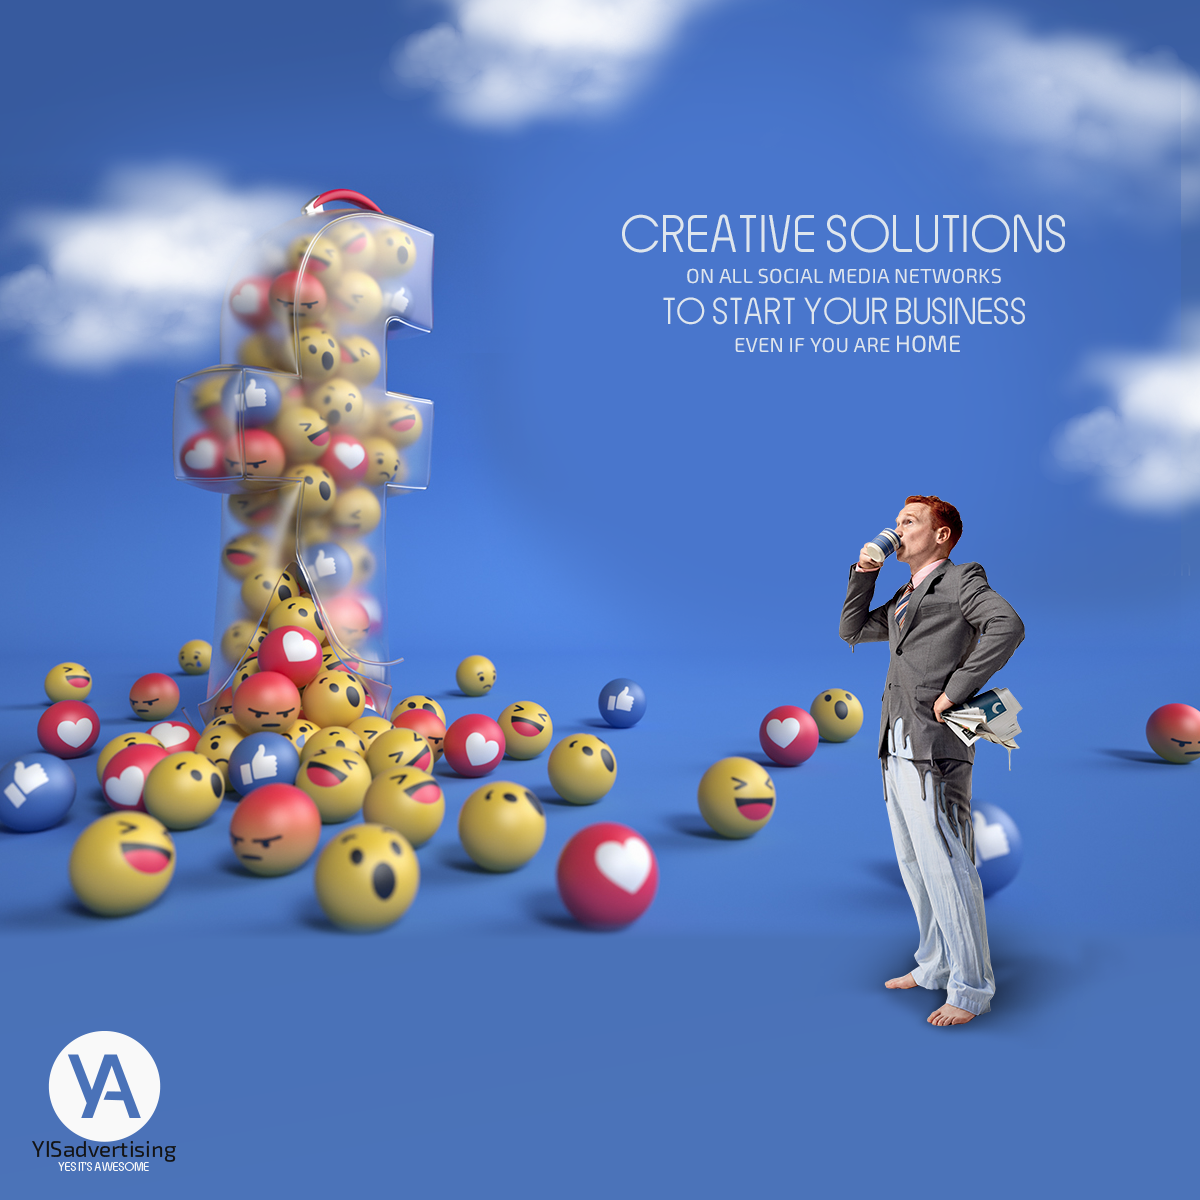 CREATIVE SOLUTIONS
ON ALL SOCIAL MEDIA NETWORKS
TO START YOUR BUSINESS
EVEN IF YOU ARE HOME
YA
YISadvertising
YES IT'S AWESOME